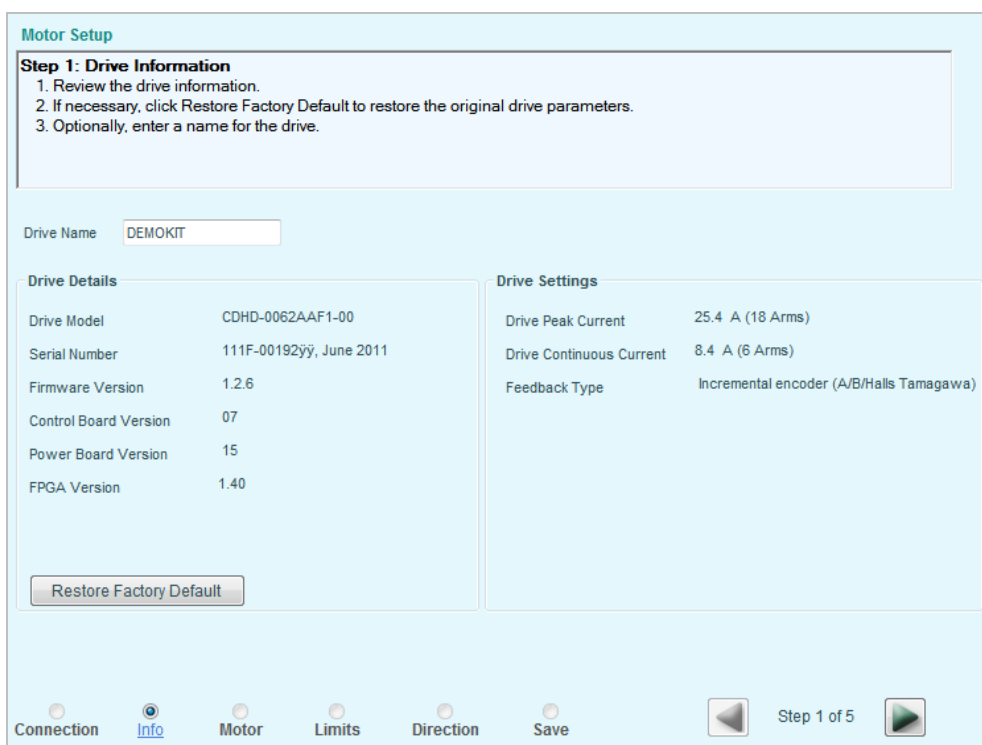 Motor Setup
Step 1: Drive Information
1. Review the drive information.
2. If necessary, click Restore Factory Default to restore the original drive parameters.
3. Optionally, enter a name for the drive.
Drive Name DEMOKIT
Drive Details
Drive Model CDHD-0062AAF1-00
Serial Number 111F-00192ÿÿ, June 2011
Firmware Version 1.2.6
Control Board Version 07
Power Board Version 15
FPGA Version 1.40
Restore Factory Default
Drive Settings
Drive Peak Current 25.4 A (18 Arms)
Drive Continuous Current 8.4 A (6 Arms)
Feedback Type Incremental encoder (A/B/Halls Tamagawa)
Connection Info Motor Limits Direction Save Step 1 of 5